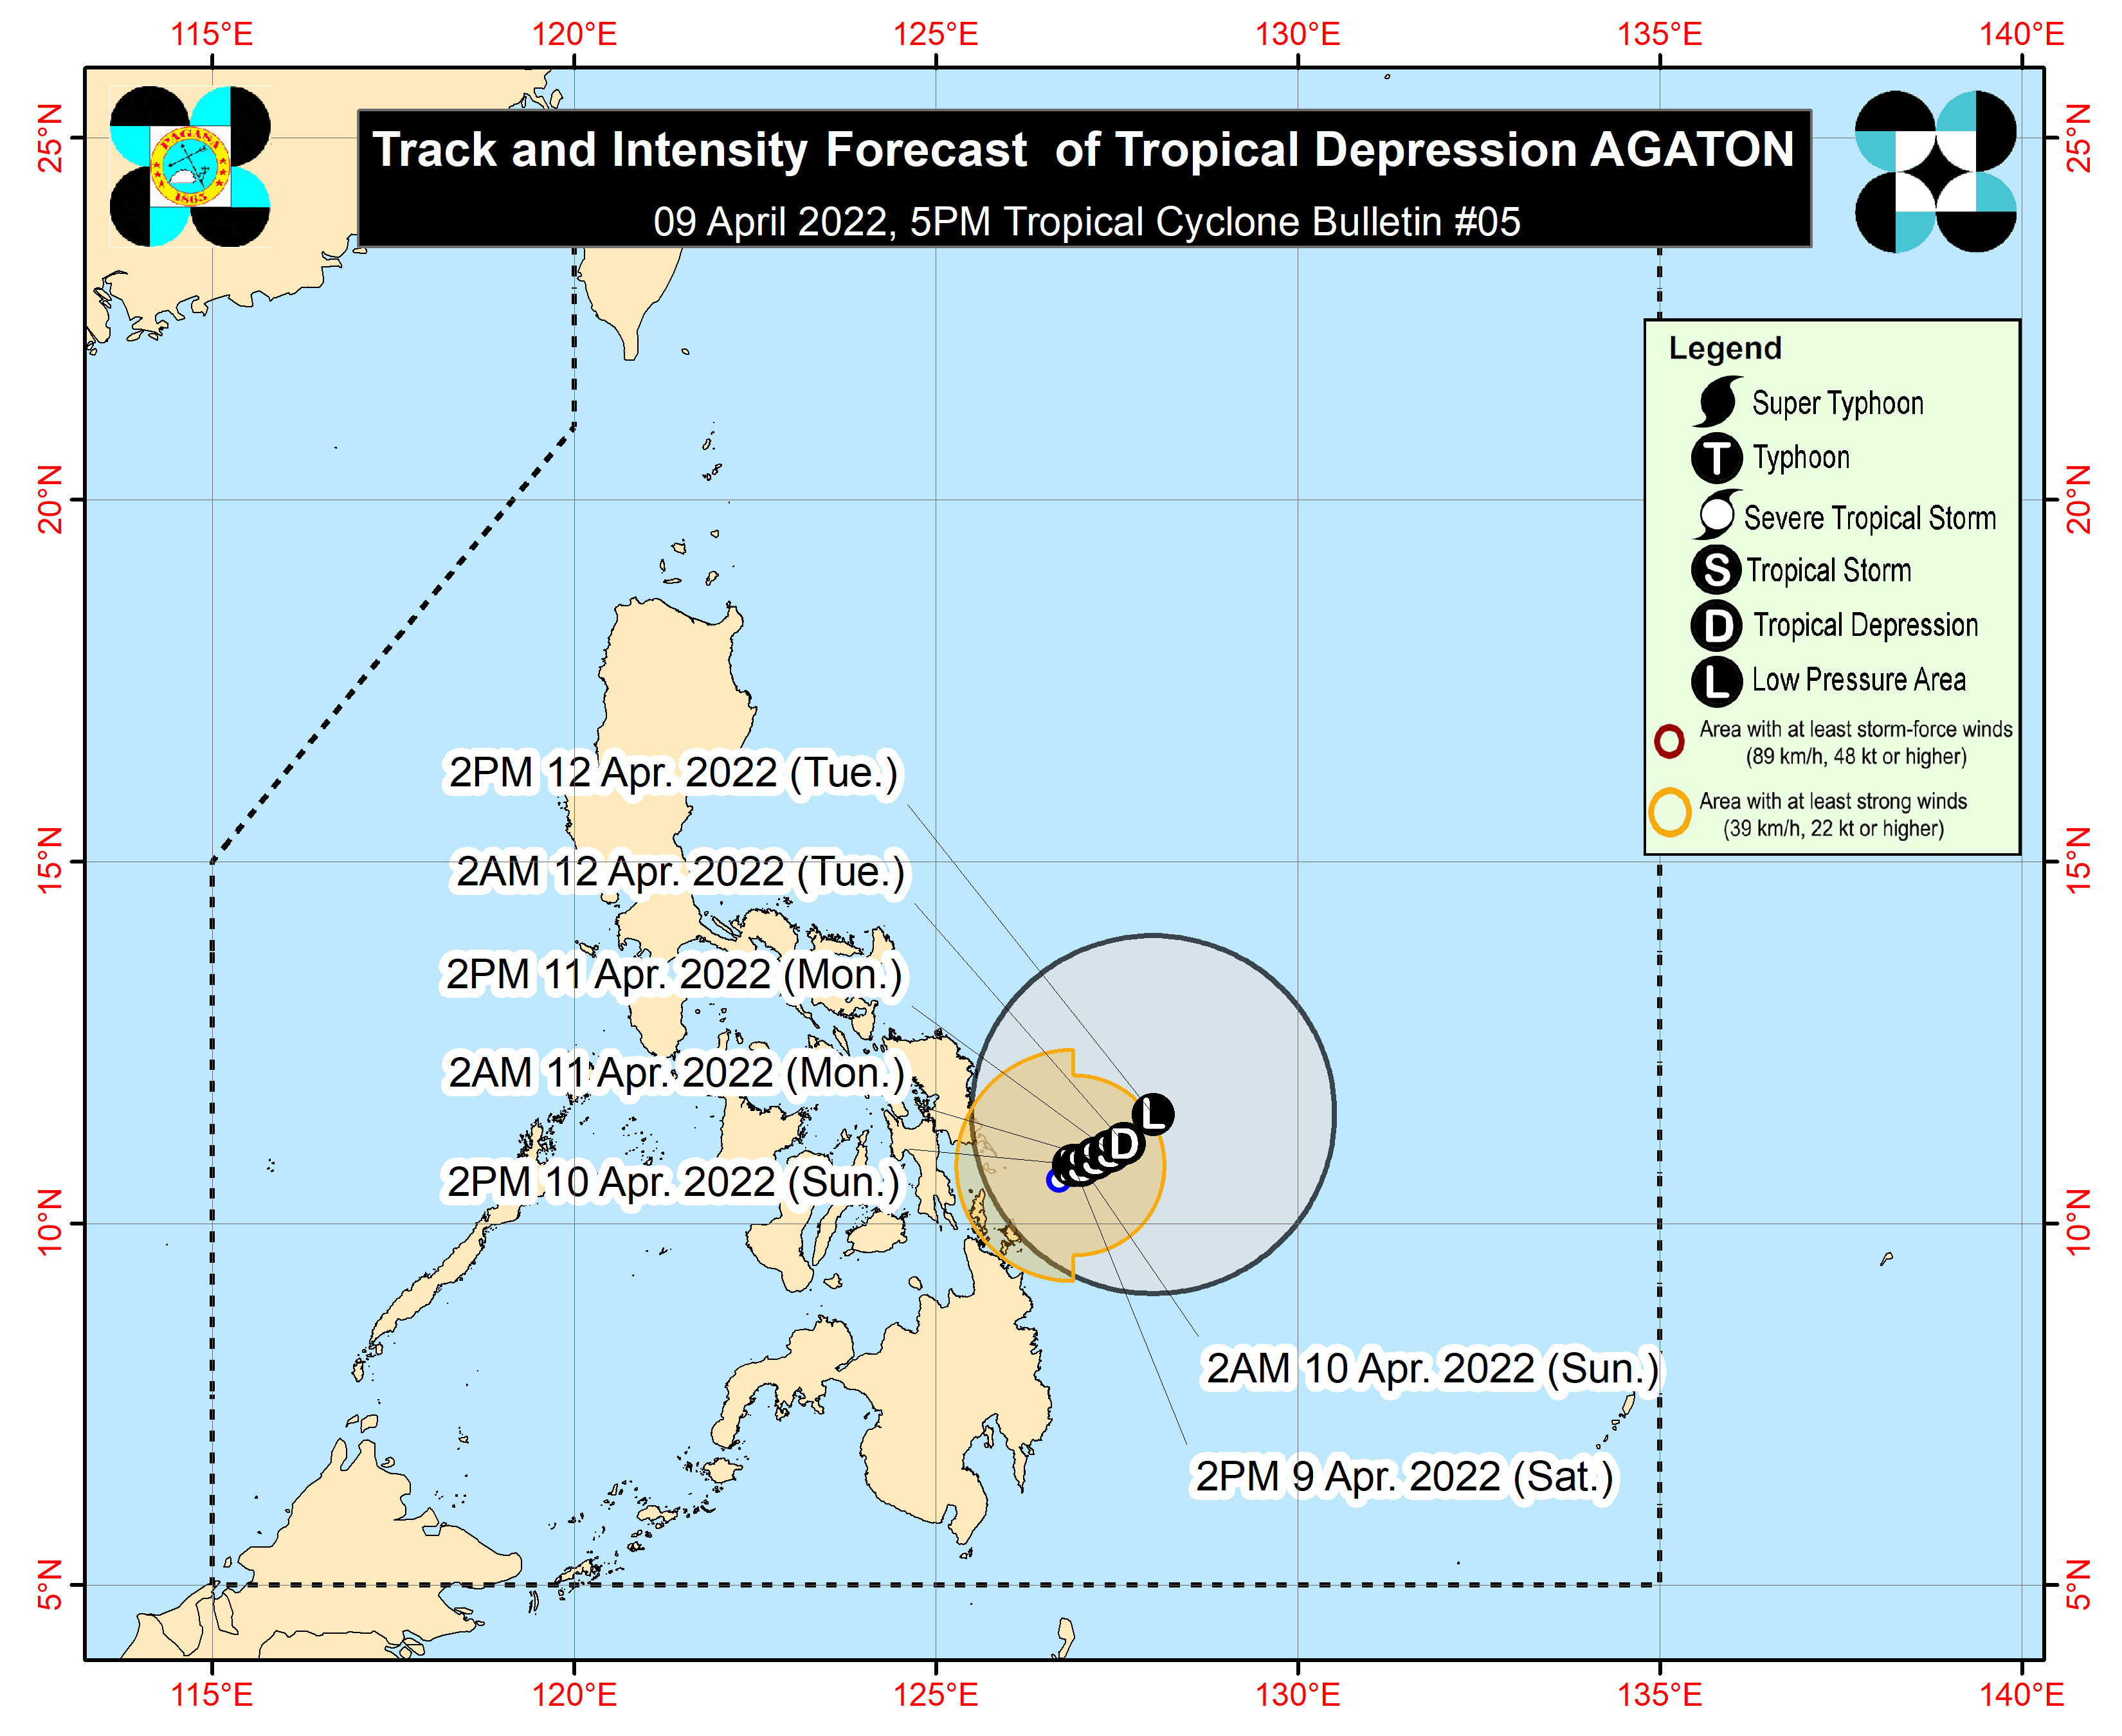 115°E 120°E 125°E 130°E 135°E 140°E
25°N 25°N
PAGASA
1865
Track and Intensity Forecast of Tropical Depression AGATON
09 April 2022, 5PM Tropical Cyclone Bulletin #05
Legend
Super Typhoon
T Typhoon
Severe Tropical Storm
S Tropical Storm
D Tropical Depression
L Low Pressure Area
Area with at least storm-force winds
(89 km/h, 48 kt or higher)
Area with at least strong winds
(39 km/h, 22 kt or higher)
20°N 20°N
2PM 12 Apr. 2022 (Tue.)
15°N 15°N
2AM 12 Apr. 2022 (Tue.)
2PM 11 Apr. 2022 (Mon.)
2AM 11 Apr. 2022 (Mon.)
L
D
2PM 10 Apr. 2022 (Sun.)
10°N 10°N
2AM 10 Apr. 2022 (Sun.)
2PM 9 Apr. 2022 (Sat.)
5°N 5°N
115°E 120°E 125°E 130°E 135°E 140°E